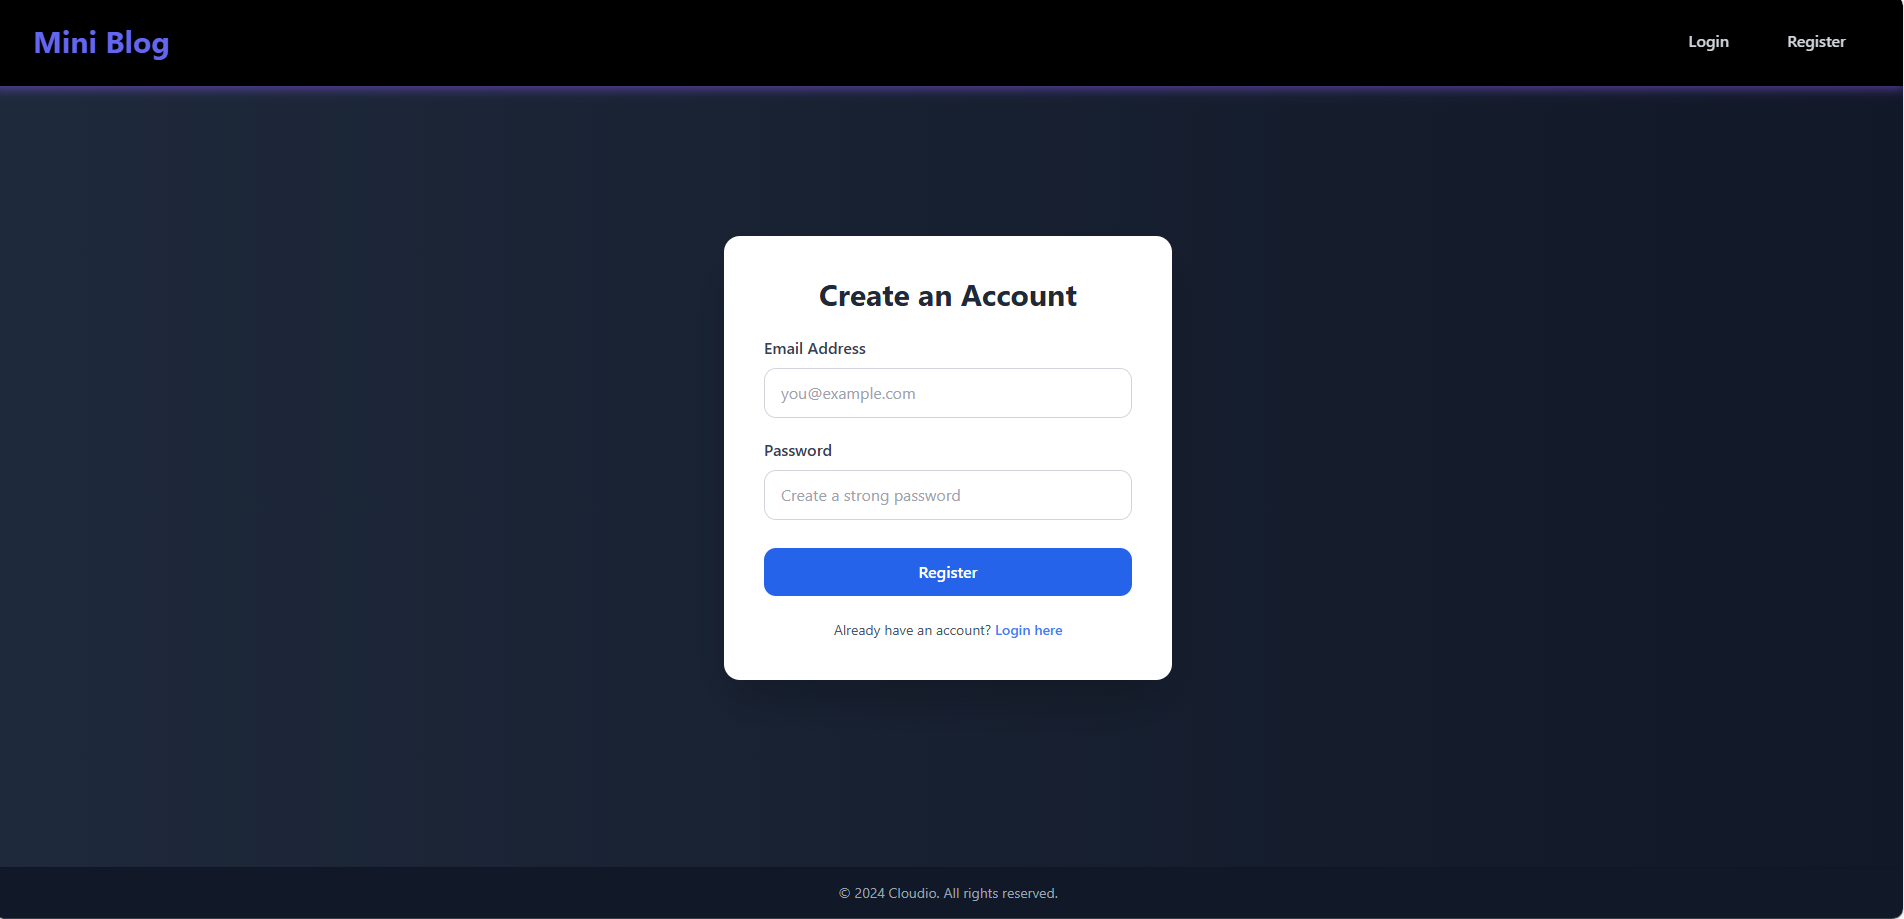 Mini Blog
Login
Register
Create an Account
Email Address
you@example.com
Password
Create a strong password
Register
Already have an account? Login here
© 2024 Cloudio. All rights reserved.